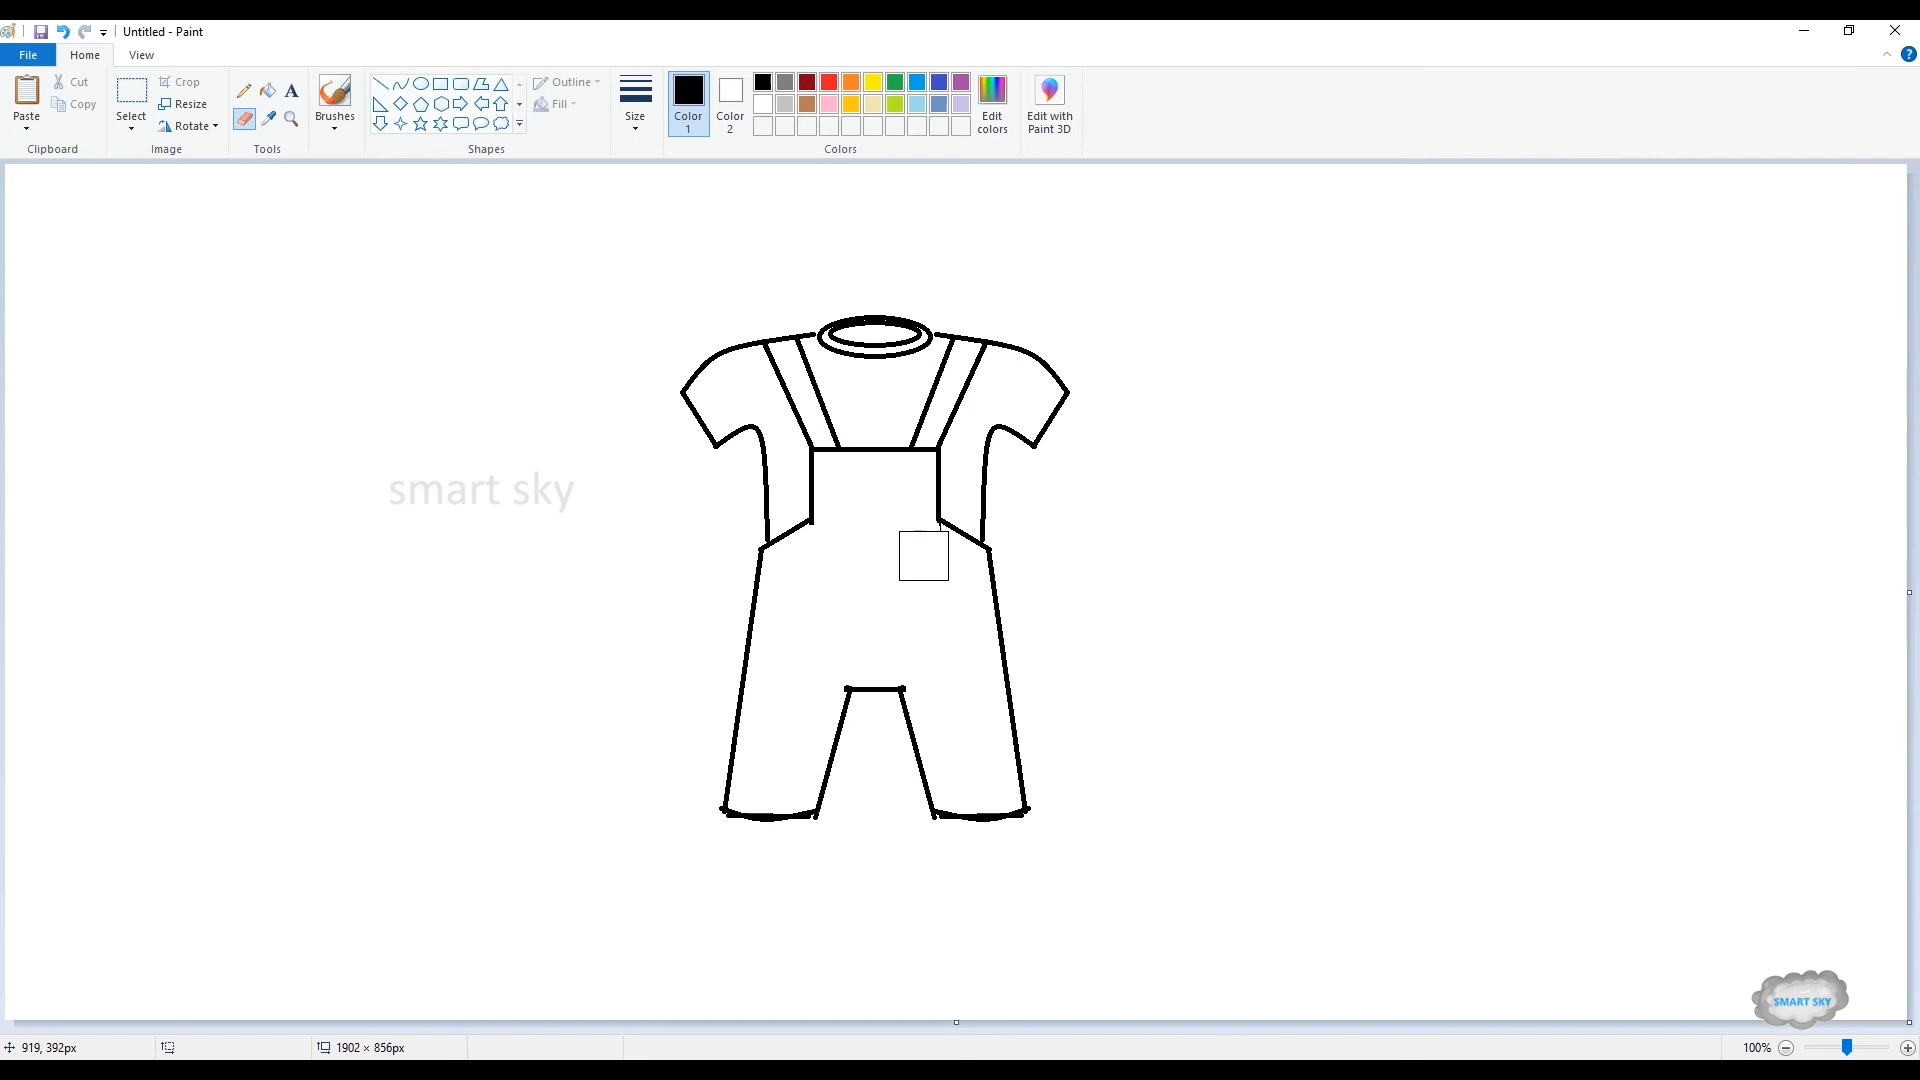 Untitled - Paint
File Home View
Paste Cut Copy Clipboard
Select Crop Resize Rotate Image
A Tools
Brushes
Shapes Outline Fill
Size
Color 1 Color 2 Colors Edit colors
Edit with Paint 3D
?
smart sky
SMART SKY
919, 392px 1902 × 856px 100%